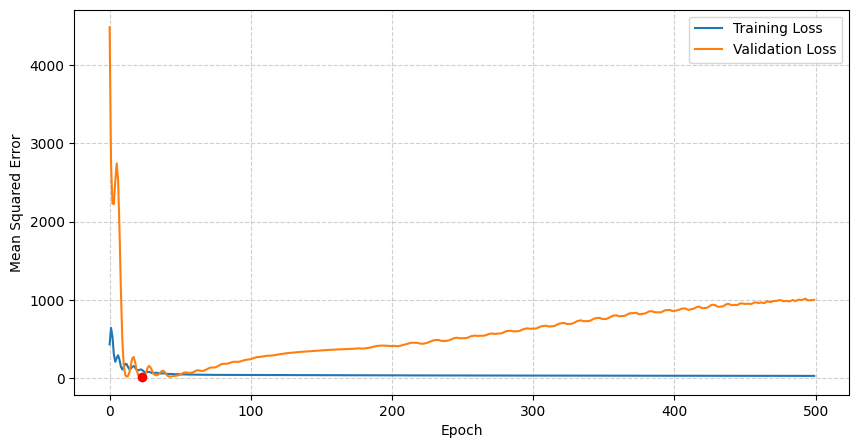 Training Loss
Validation Loss
Mean Squared Error
4000
3000
2000
1000
0
0 100 200 300 400 500
Epoch